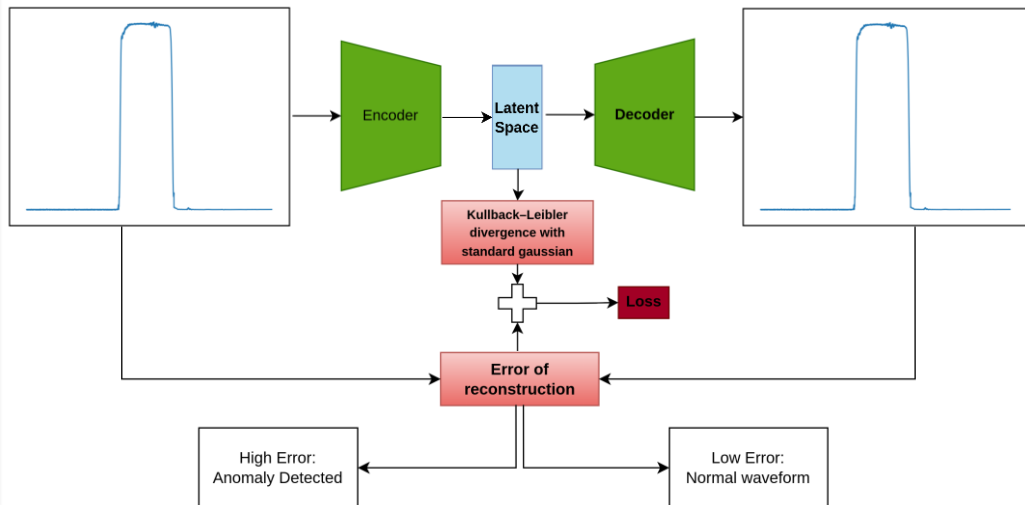 Encoder
Latent
Space
Decoder
Kullback–Leibler
divergence with
standard gaussian
Loss
Error of
reconstruction
High Error:
Anomaly Detected
Low Error:
Normal waveform